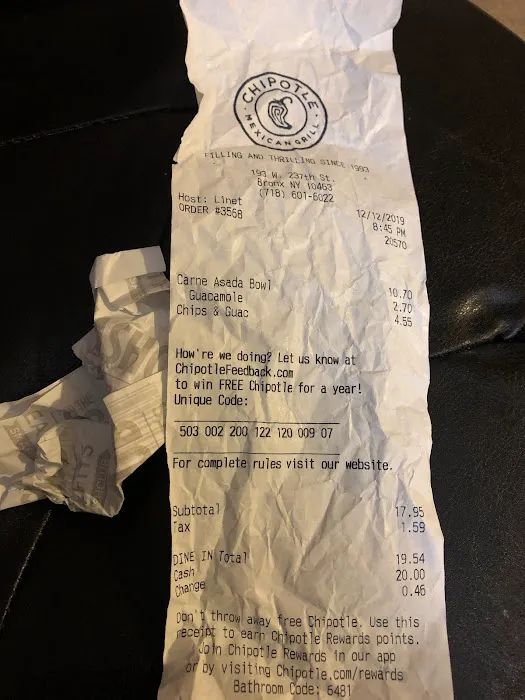 CHIPOTLE
MEXICAN GRILL
FILLING AND THRILLING SINCE 1993
193 W. 237th St.
Bronx NY 10463
(718) 601-6022
Host: Linet
ORDER #3568
12/12/2019
8:45 PM
20570
Carne Asada Bowl 10.70
Guacamole 2.70
Chips & Guac 4.55
How're we doing? Let us know at
ChipotleFeedback.com
to win FREE Chipotle for a year!
Unique Code:
503 002 200 122 120 009 07
For complete rules visit our website.
Subtotal 17.95
Tax 1.59
DINE IN Total 19.54
Cash 20.00
Change 0.46
Don't throw away free Chipotle. Use this
receipt to earn Chipotle Rewards points.
Join Chipotle Rewards in our app
or by visiting Chipotle.com/rewards
Bathroom Code: 6481